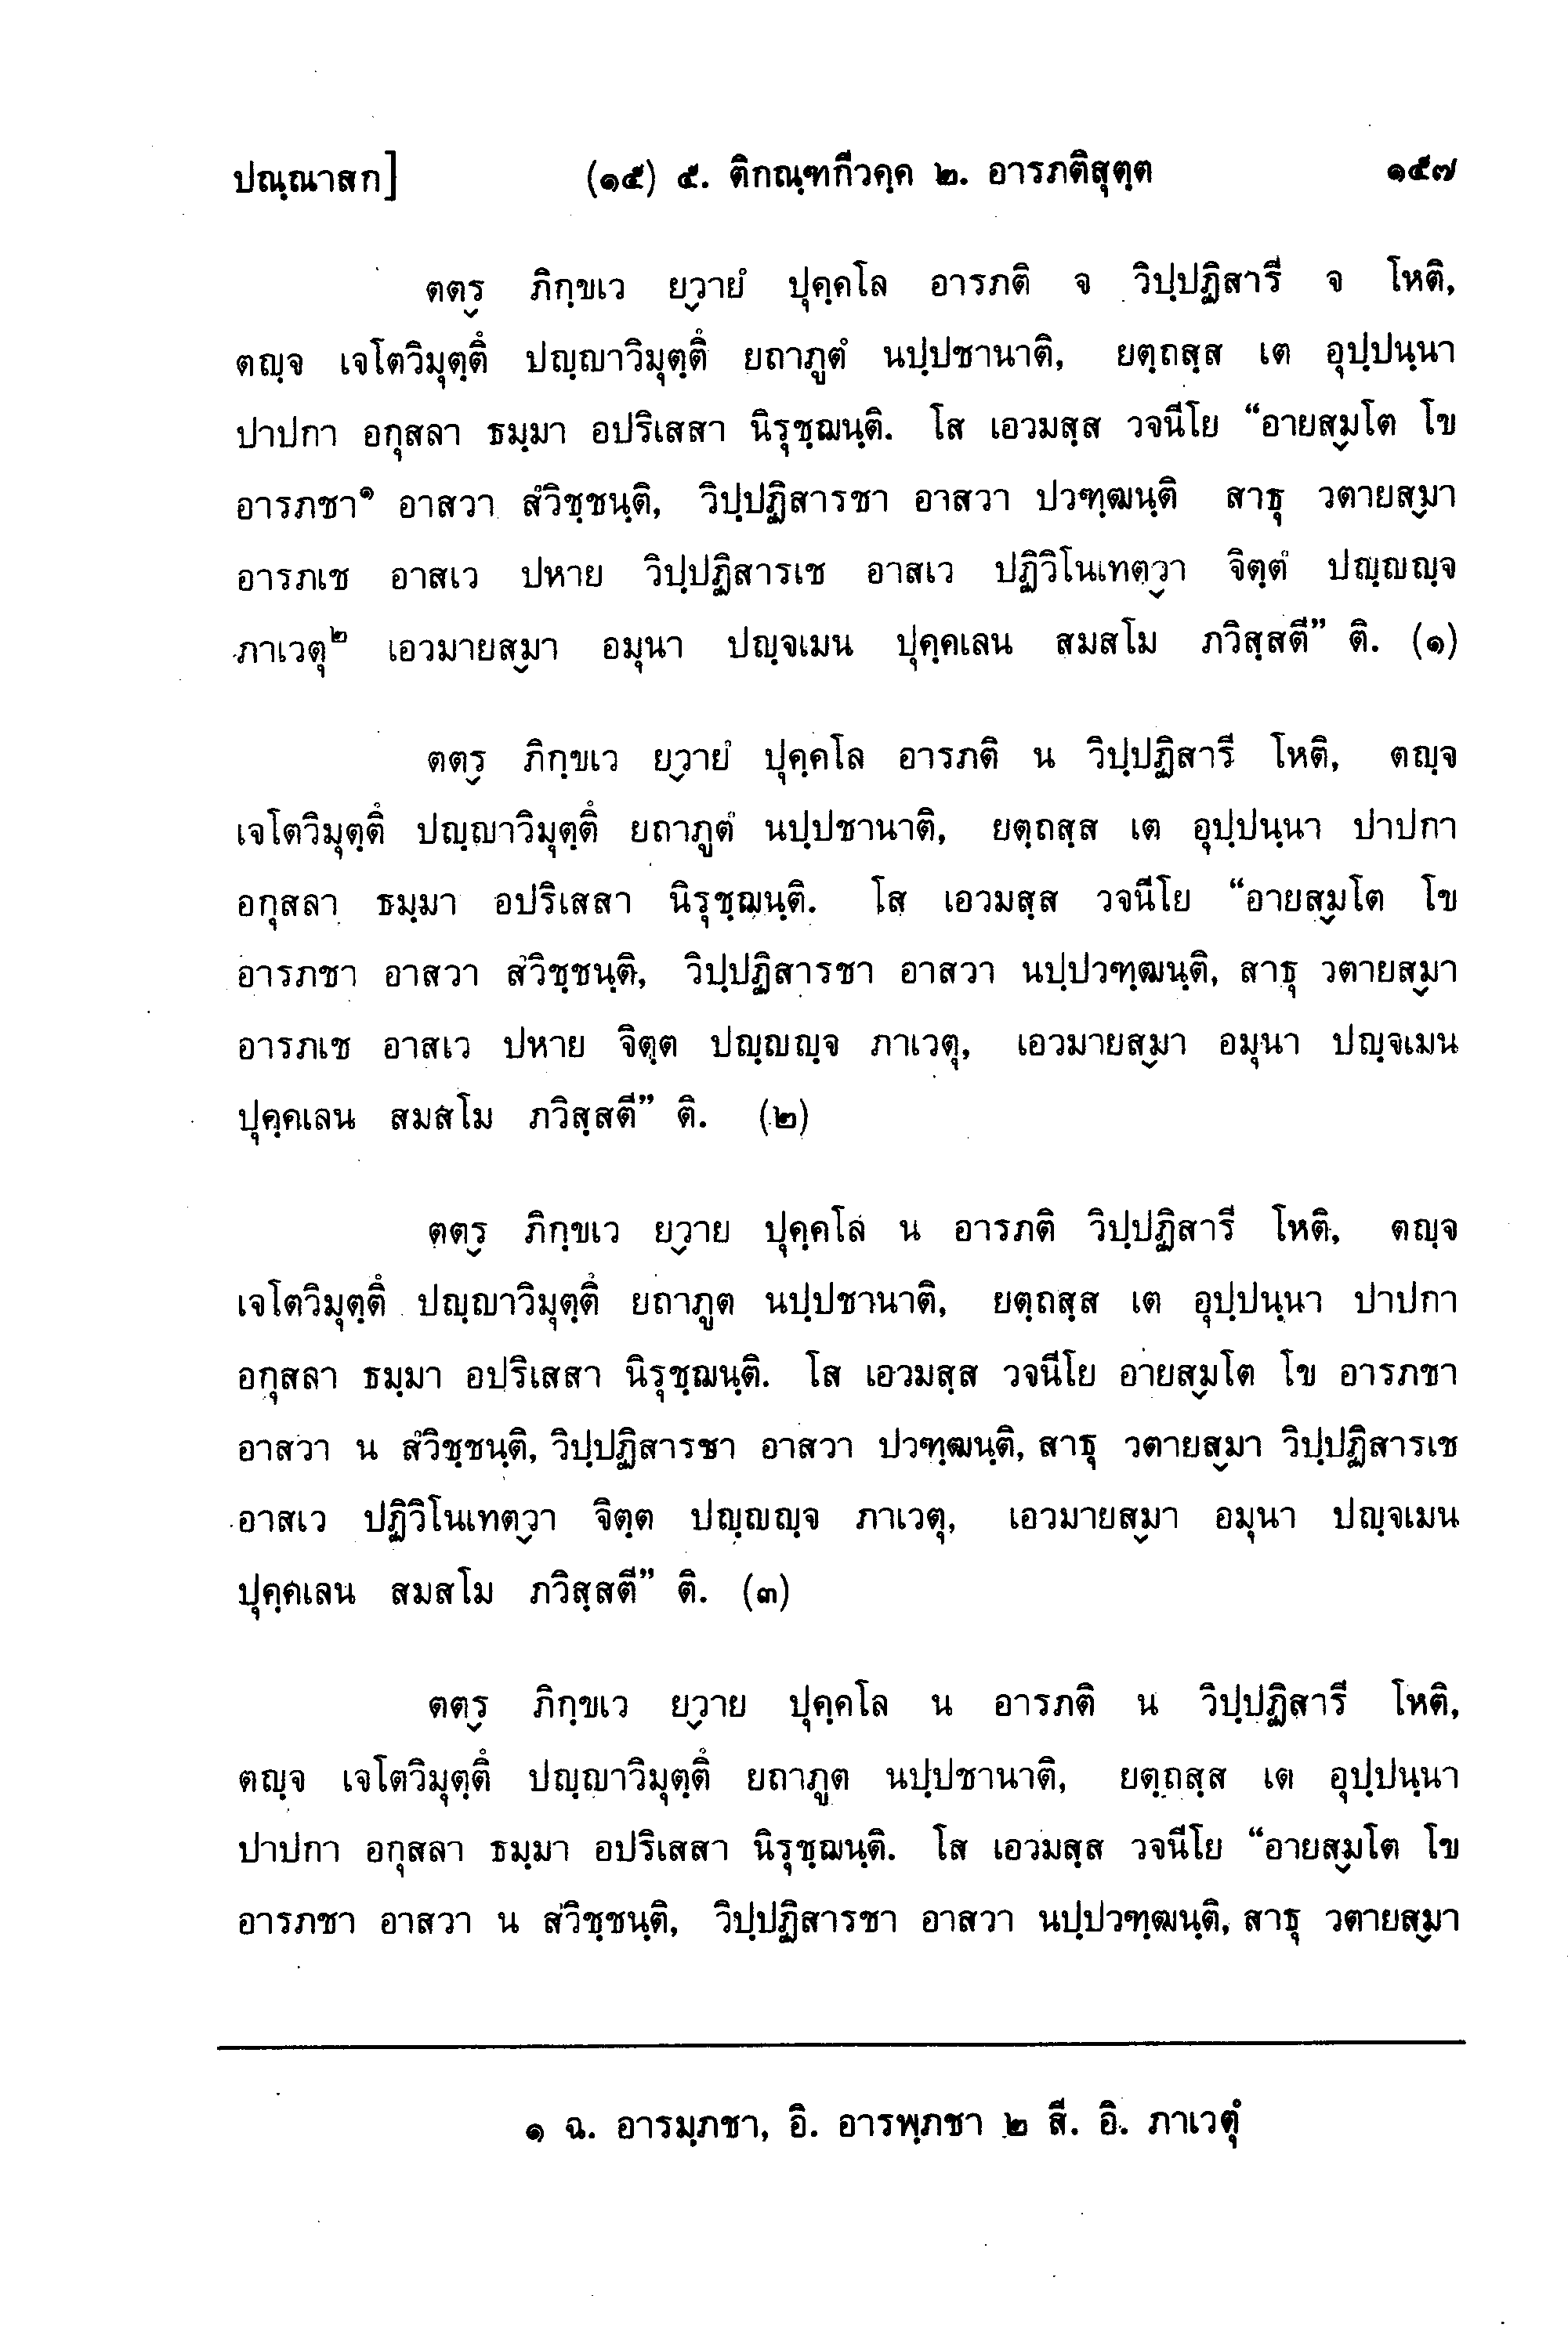 ปณฺณาสก] (๑๕) ๕. ติกณฺฑกีวคฺค ๒. อารภติสุตฺต ๑๕๗
ตตฺร ภิกฺขเว ยฺวายํ ปุคฺคโล อารภติ จ วิปฺปฏิสารี จ โหติ,
ตญฺจ เจโตวิมุตฺตึ ปญฺญาวิมุตฺตึ ยถาภูตํ นปฺปชานาติ, ยตฺถสฺส เต อุปฺปนฺนา
ปาปกา อกุสลา ธมฺมา อปริเสสา นิรุชฺฌนฺติ. โส เอวมสฺส วจนีโย “อายสฺมโต โข
อารภชา๑ อาสวา สํวิชฺชนฺติ, วิปฺปฏิสารชา อาสวา ปวฑฺฒนฺติ สาธุ วตายสฺมา
อารภเช อาสเว ปหาย วิปฺปฏิสารเช อาสเว ปฏิวิโนเทตฺวา จิตฺตํ ปญฺญญฺจ
ภาเวตุ๒ เอวมายสฺมา อมุนา ปญฺจเมน ปุคฺคเลน สมสโม ภวิสฺสตี” ติ. (๑)
ตตฺร ภิกฺขเว ยฺวายํ ปุคฺคโล อารภติ น วิปฺปฏิสารี โหติ, ตญฺจ
เจโตวิมุตฺตึ ปญฺญาวิมุตฺตึ ยถาภูตํ นปฺปชานาติ, ยตฺถสฺส เต อุปฺปนฺนา ปาปกา
อกุสลา ธมฺมา อปริเสสา นิรุชฺฌนฺติ. โส เอวมสฺส วจนีโย “อายสฺมโต โข
อารภชา อาสวา สํวิชฺชนฺติ, วิปฺปฏิสารชา อาสวา นปฺปวฑฺฒนฺติ, สาธุ วตายสฺมา
อารภเช อาสเว ปหาย จิตฺต ปญฺญญฺจ ภาเวตุ, เอวมายสฺมา อมุนา ปญฺจเมน
ปุคฺคเลน สมสโม ภวิสฺสตี” ติ. (๒)
ตตฺร ภิกฺขเว ยฺวาย ปุคฺคโล น อารภติ วิปฺปฏิสารี โหติ, ตญฺจ
เจโตวิมุตฺตึ ปญฺญาวิมุตฺตึ ยถาภูต นปฺปชานาติ, ยตฺถสฺส เต อุปฺปนฺนา ปาปกา
อกุสลา ธมฺมา อปริเสสา นิรุชฺฌนฺติ. โส เอวมสฺส วจนีโย อายสฺมโต โข อารภชา
อาสวา น สํวิชฺชนฺติ, วิปฺปฏิสารชา อาสวา ปวฑฺฒนฺติ, สาธุ วตายสฺมา วิปฺปฏิสารเช
อาสเว ปฏิวิโนเทตฺวา จิตฺต ปญฺญญฺจ ภาเวตุ, เอวมายสฺมา อมุนา ปญฺจเมน
ปุคฺคเลน สมสโม ภวิสฺสตี” ติ. (๓)
ตตฺร ภิกฺขเว ยฺวาย ปุคฺคโล น อารภติ น วิปฺปฏิสารี โหติ,
ตญฺจ เจโตวิมุตฺตึ ปญฺญาวิมุตฺตึ ยถาภูต นปฺปชานาติ, ยตฺถสฺส เต อุปฺปนฺนา
ปาปกา อกุสลา ธมฺมา อปริเสสา นิรุชฺฌนฺติ. โส เอวมสฺส วจนีโย “อายสฺมโต โข
อารภชา อาสวา น สํวิชฺชนฺติ, วิปฺปฏิสารชา อาสวา นปฺปวฑฺฒนฺติ, สาธุ วตายสฺมา
๑ ฉ. อารมฺภชา, อิ. อารพฺภชา ๒ สี. อิ. ภาเวตุํ